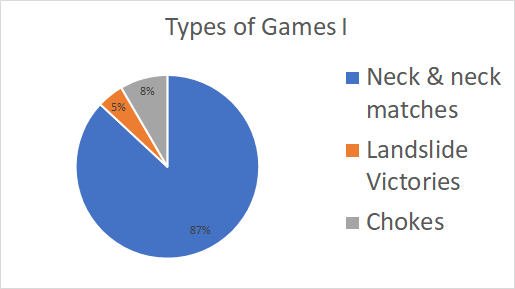 Types of Games I
8%
5%
87%
Neck & neck
matches
Landslide
Victories
Chokes